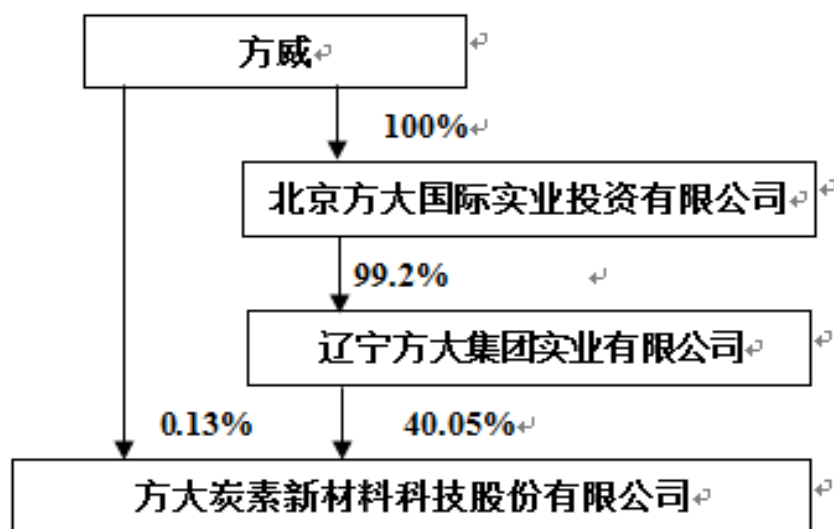 方威
100%
北京方大国际实业投资有限公司
99.2%
辽宁方大集团实业有限公司
0.13% 40.05%
方大炭素新材料科技股份有限公司